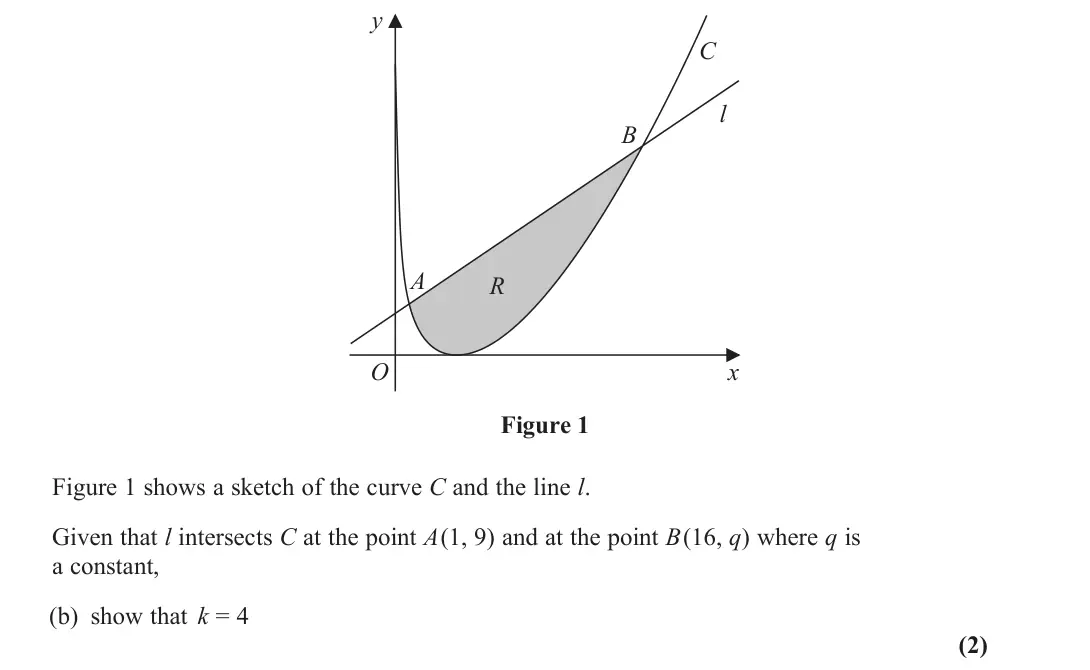 y
C
l
B
A
R
O
x
Figure 1
Figure 1 shows a sketch of the curve C and the line l.
Given that l intersects C at the point A(1, 9) and at the point B(16, q) where q is
a constant,
(b) show that k = 4
(2)